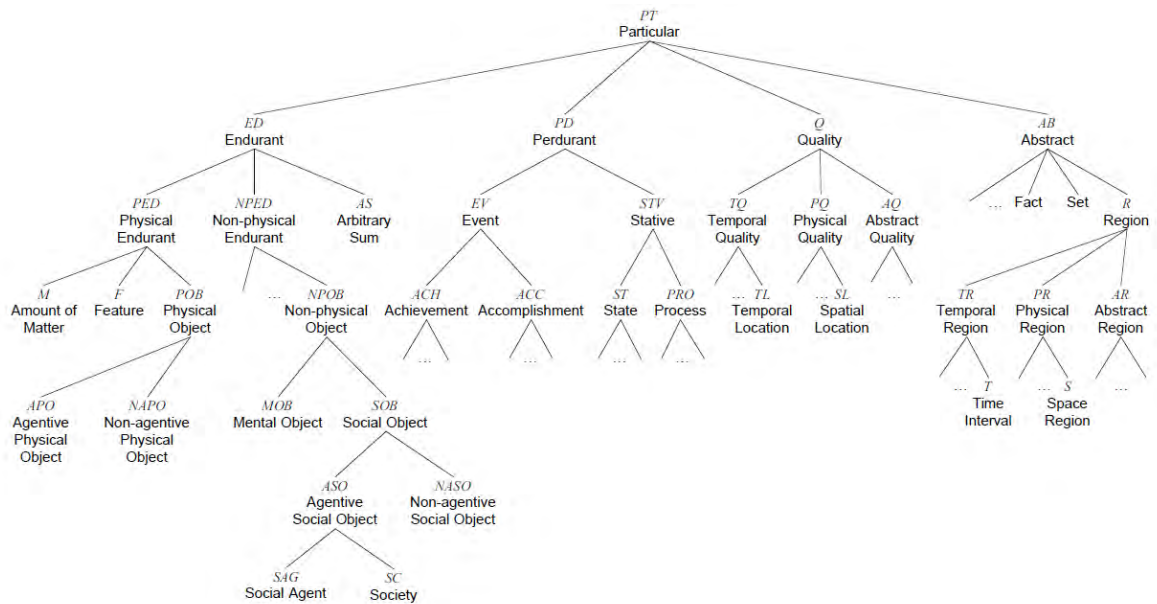 PT
Particular
ED PD Q AB
Endurant Perdurant Quality Abstract
PED NPED AS EV STV TQ PQ AQ R
Physical Endurant Non-physical Endurant Arbitrary Sum Event Stative Temporal Quality Physical Quality Abstract Quality ... Fact Set Region
M F POB ... NPOB ACH ACC ST PRO ... TL ... SL ... TR PR AR
Amount of Matter Feature Physical Object Non-physical Object Achievement Accomplishment State Process Temporal Location Spatial Location Temporal Region Physical Region Abstract Region
... ... ... ...
APO NAPO MOB SOB ... T ... S ...
Agentive Physical Object Non-agentive Physical Object Mental Object Social Object Time Interval Space Region
ASO NASO
Agentive Social Object Non-agentive Social Object
SAG SC
Social Agent Society